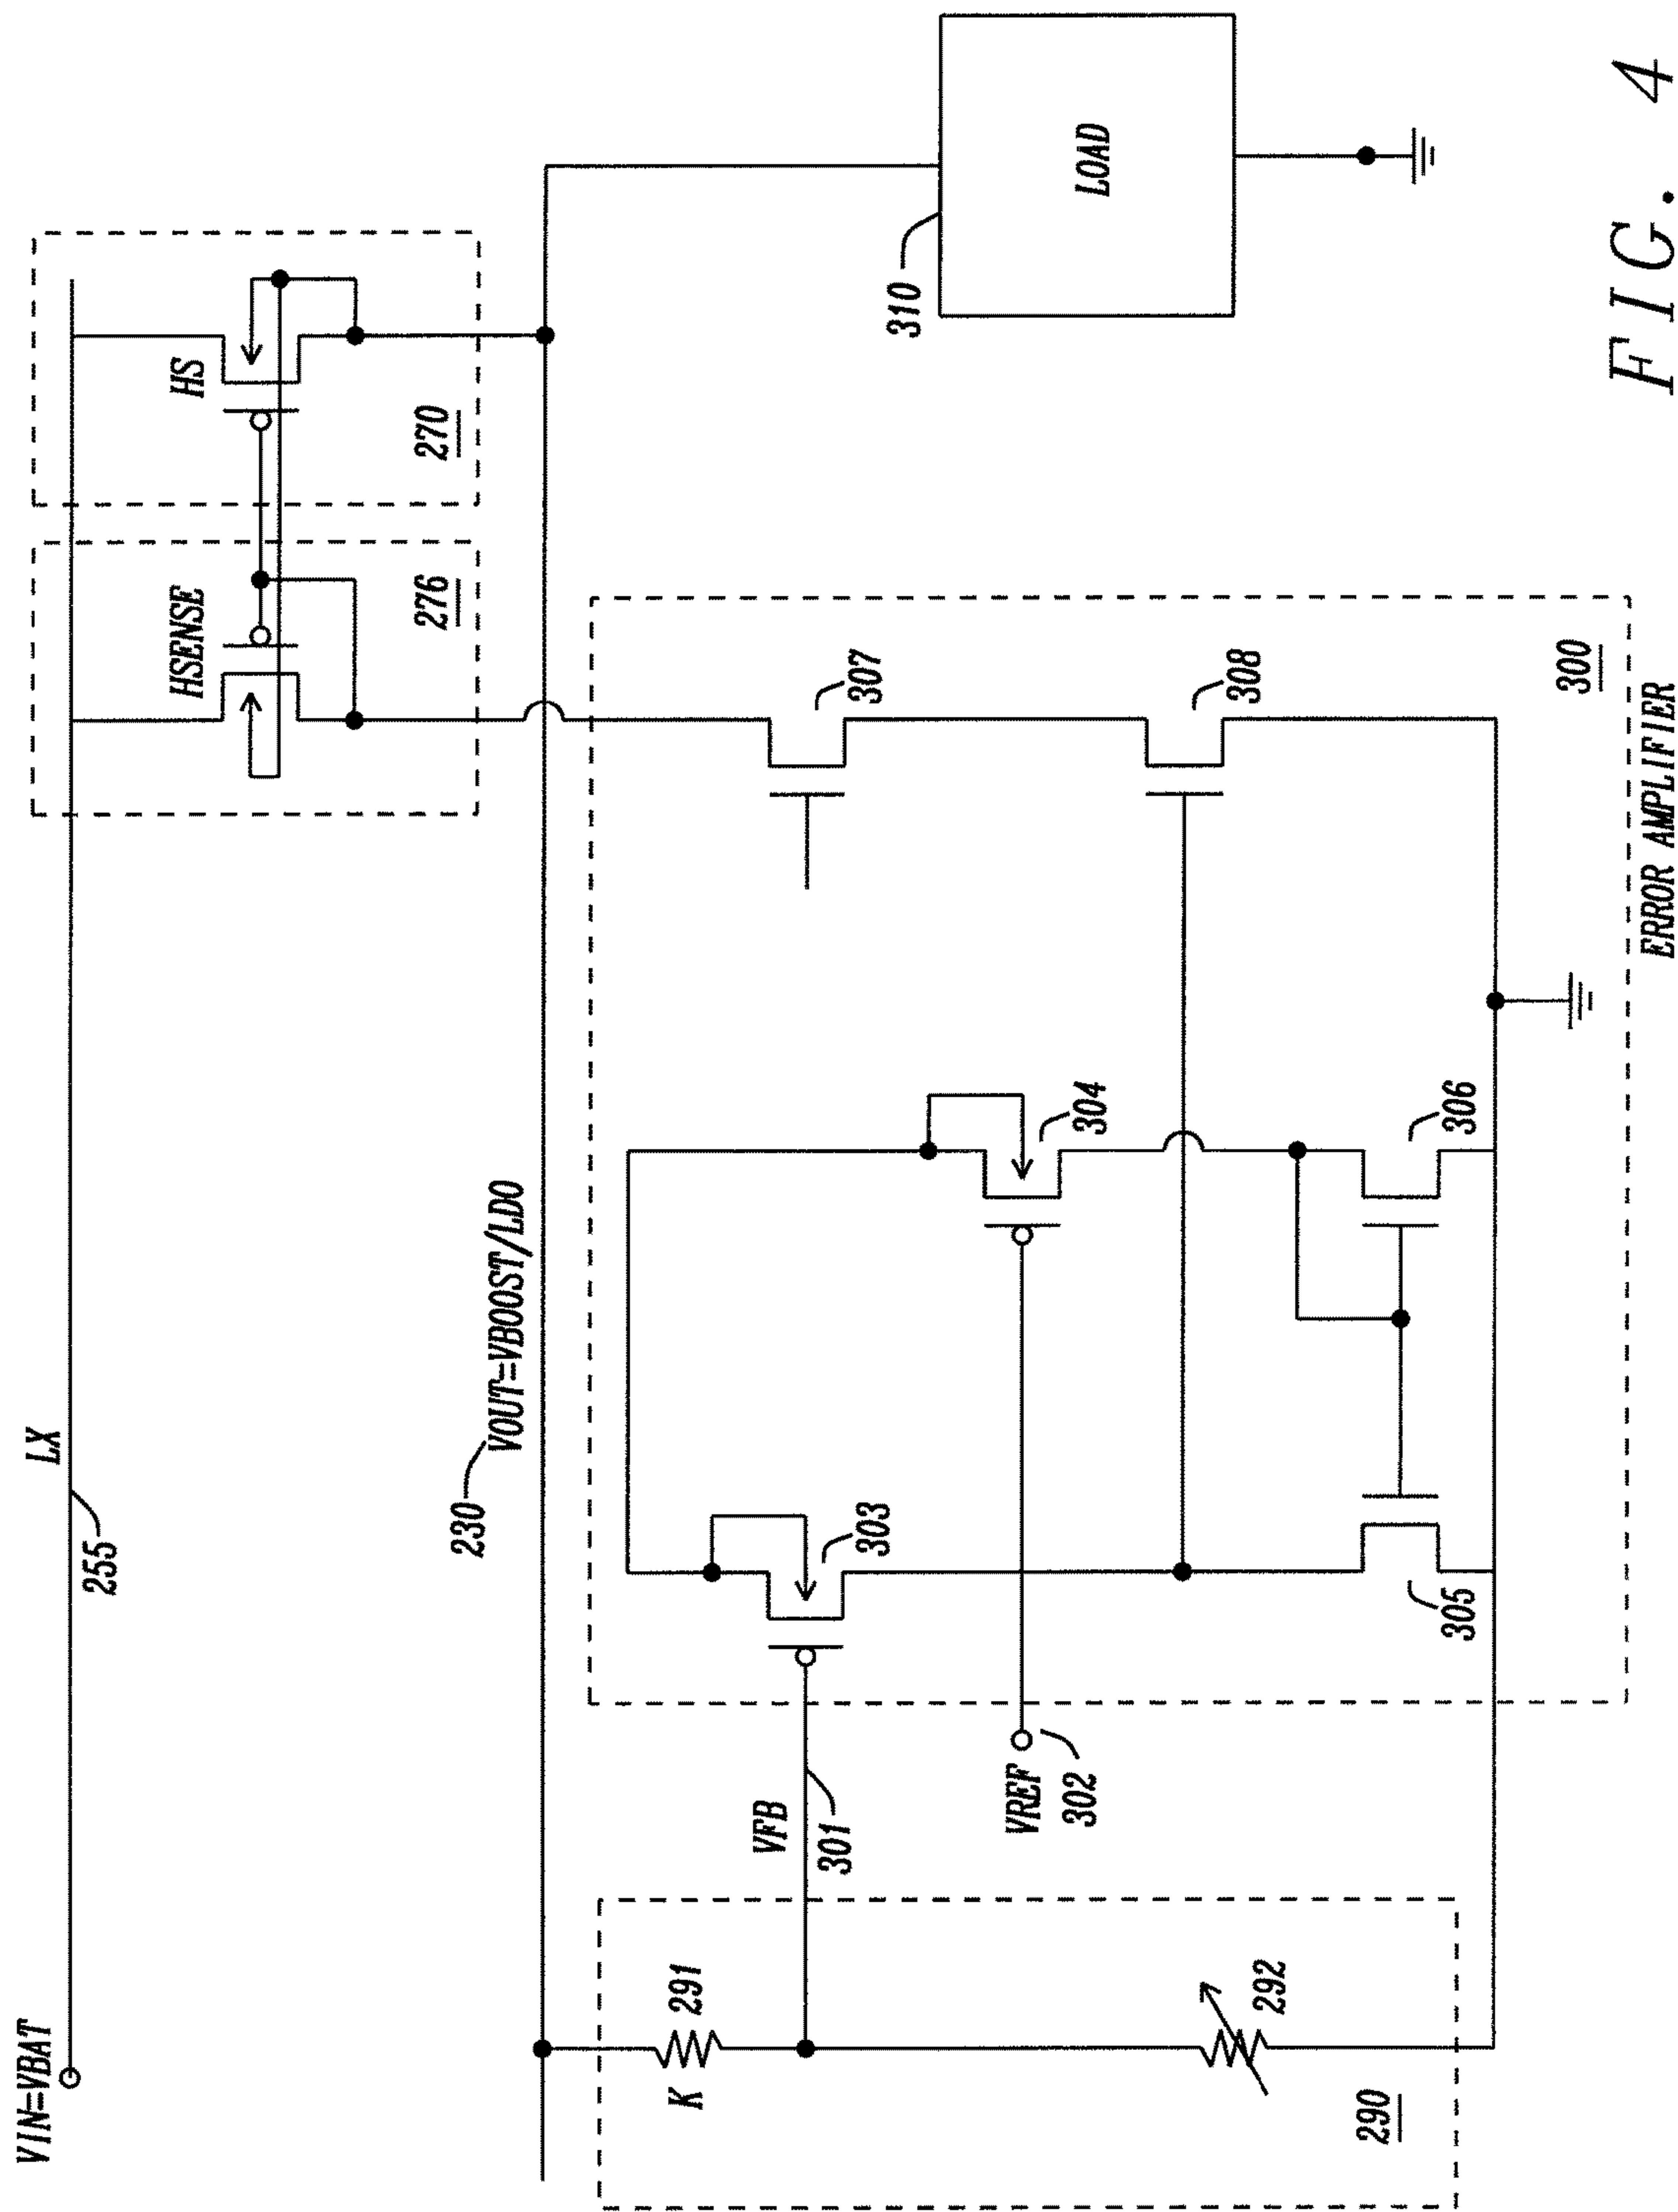 VIN=VBAT
LX
255
HSENSE
HS
276
270
230
VOUT=VBOOST/LDO
310
LOAD
K
291
292
290
VFB
301
VREF
302
303
304
305
306
307
308
300
ERROR AMPLIFIER
FIG. 4